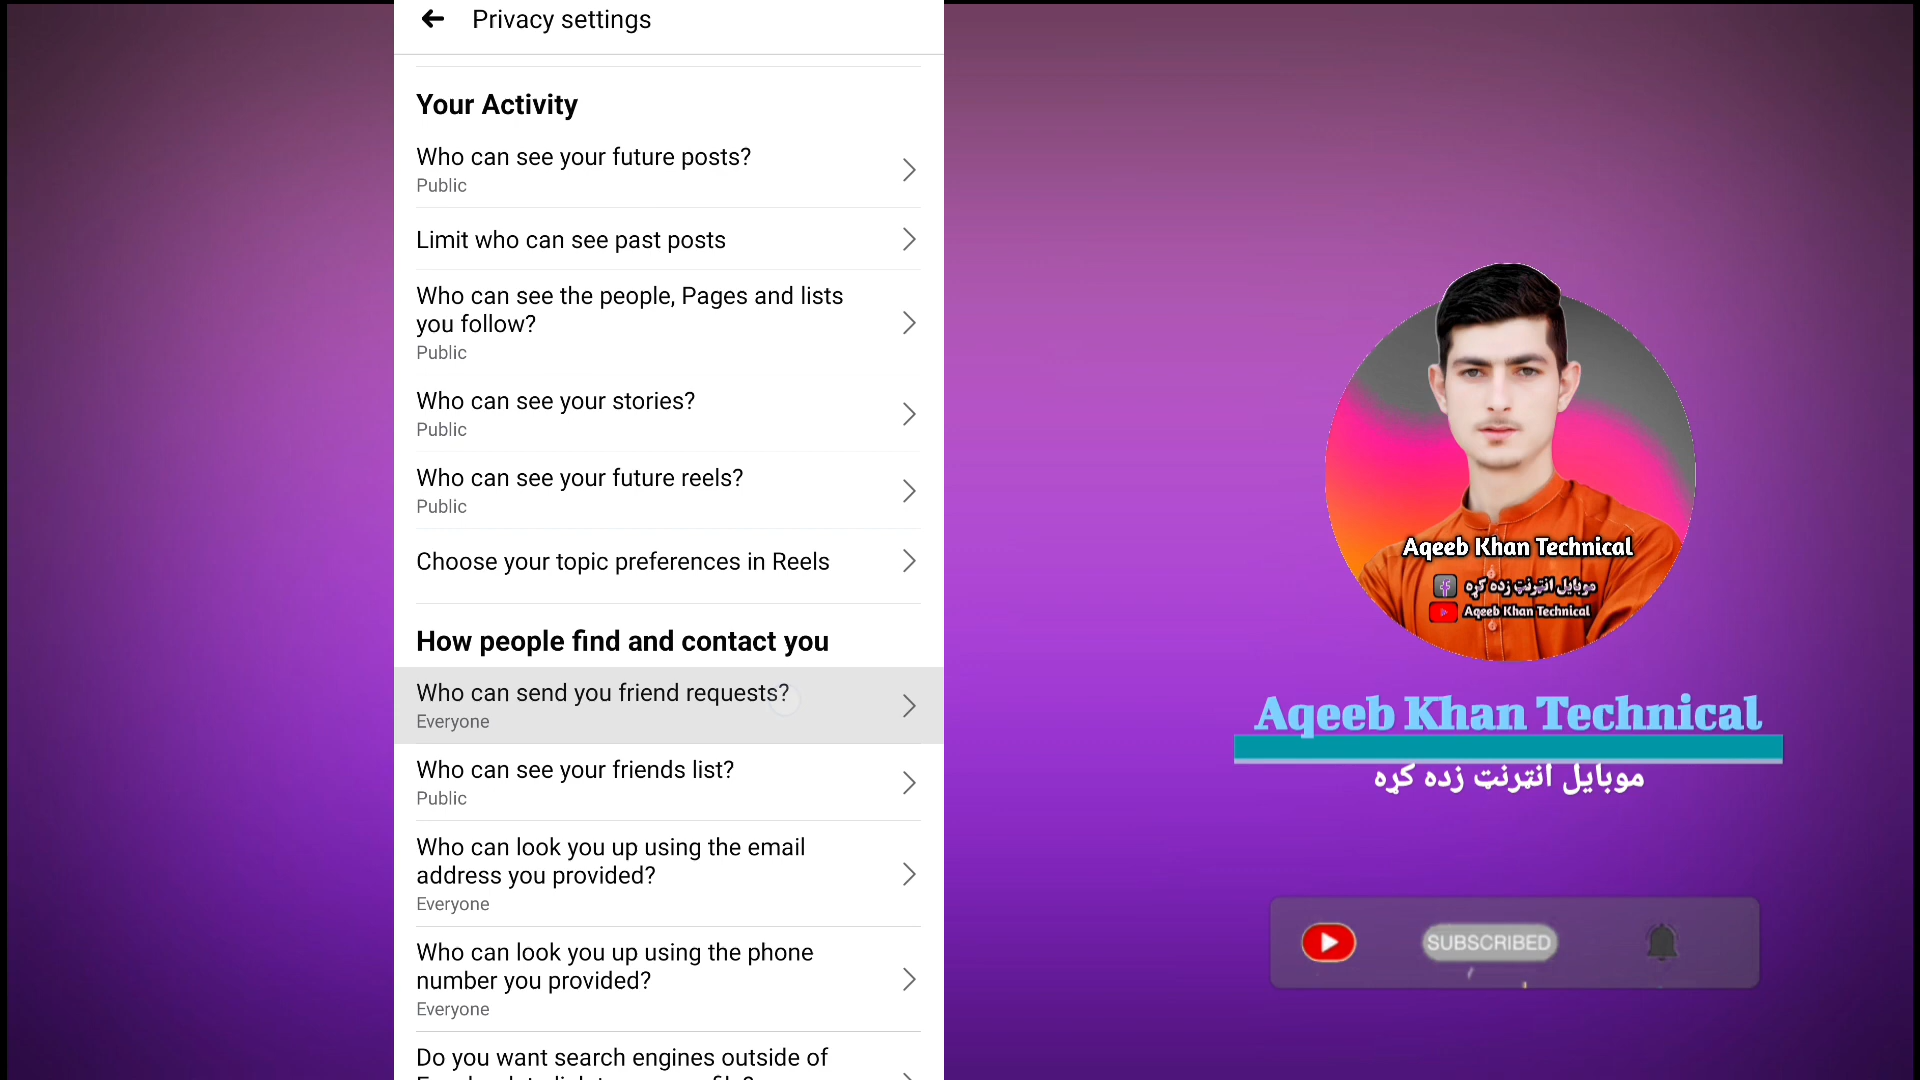 Privacy settings
Your Activity
Who can see your future posts?
Public
Limit who can see past posts
Who can see the people, Pages and lists
you follow?
Public
Who can see your stories?
Public
Who can see your future reels?
Public
Choose your topic preferences in Reels
How people find and contact you
Who can send you friend requests?
Everyone
Who can see your friends list?
Public
Who can look you up using the email
address you provided?
Everyone
Who can look you up using the phone
number you provided?
Everyone
Do you want search engines outside of
Aqeeb Khan Technical
موبایل انټرنټ زده کړه
Aqeeb Khan Technical
Aqeeb Khan Technical
موبایل انټرنټ زده کړه
SUBSCRIBED